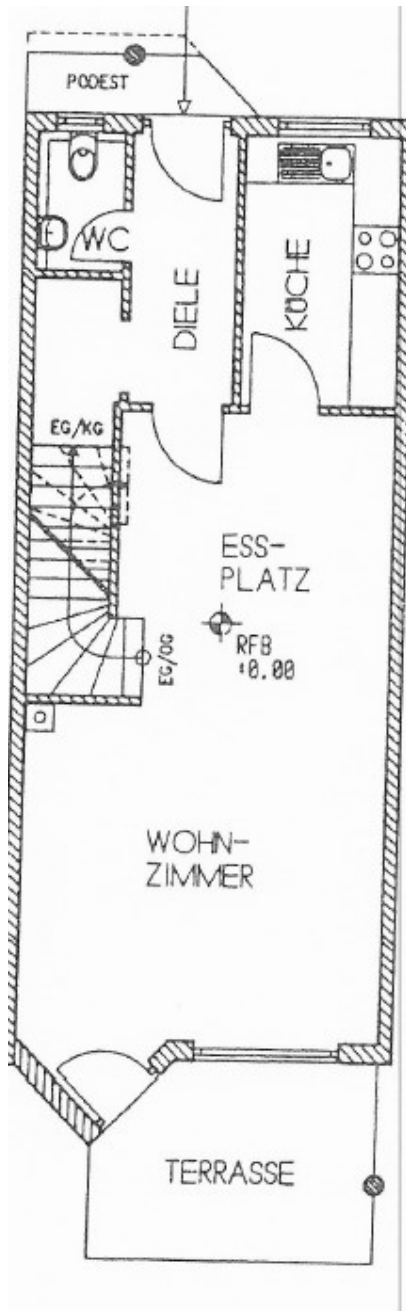 PODEST
WC
DIELE
KÜCHE
EG/KG
ESS-
PLATZ
RFB
±0.00
EG/OG
WOHN-
ZIMMER
TERRASSE